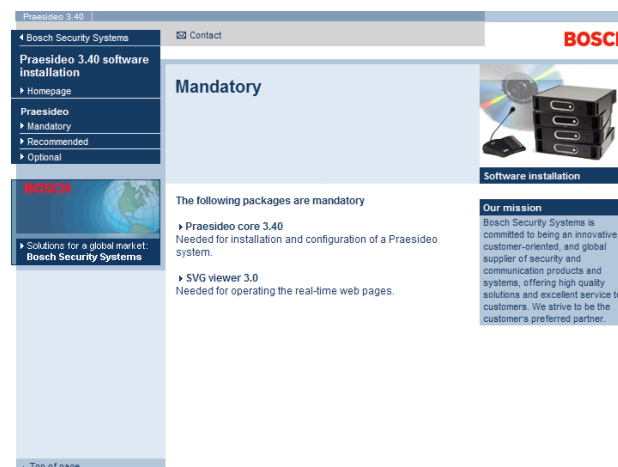 Praesideo 3.40
Bosch Security Systems
Contact
Praesideo 3.40 software
installation
Homepage
Praesideo
Mandatory
Recommended
Optional
BOSCH
Solutions for a global market:
Bosch Security Systems
Mandatory
The following packages are mandatory
Praesideo core 3.40
Needed for installation and configuration of a Praesideo
system.
SVG viewer 3.0
Needed for operating the real-time web pages.
BOSCH
Software installation
Our mission
Bosch Security Systems is
committed to being an innovative,
customer-oriented, and global
supplier of security and
communication products and
systems, offering high quality
solutions and excellent service to
customers. We strive to be the
customer's preferred partner.
Top of page